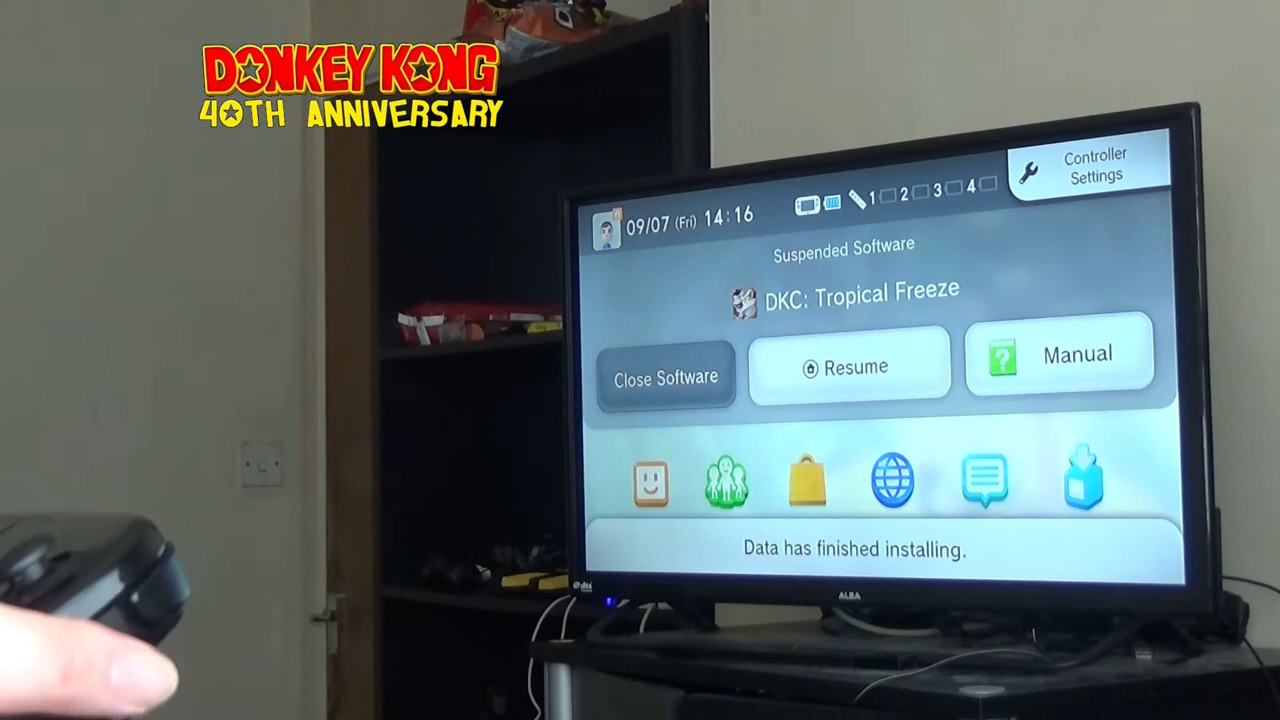 DONKEY KONG
40TH ANNIVERSARY
Controller
Settings
09/07 (Fri) 14:16
1 2 3 4
Suspended Software
DKC: Tropical Freeze
Close Software
Resume
? Manual
Data has finished installing.
ALBA